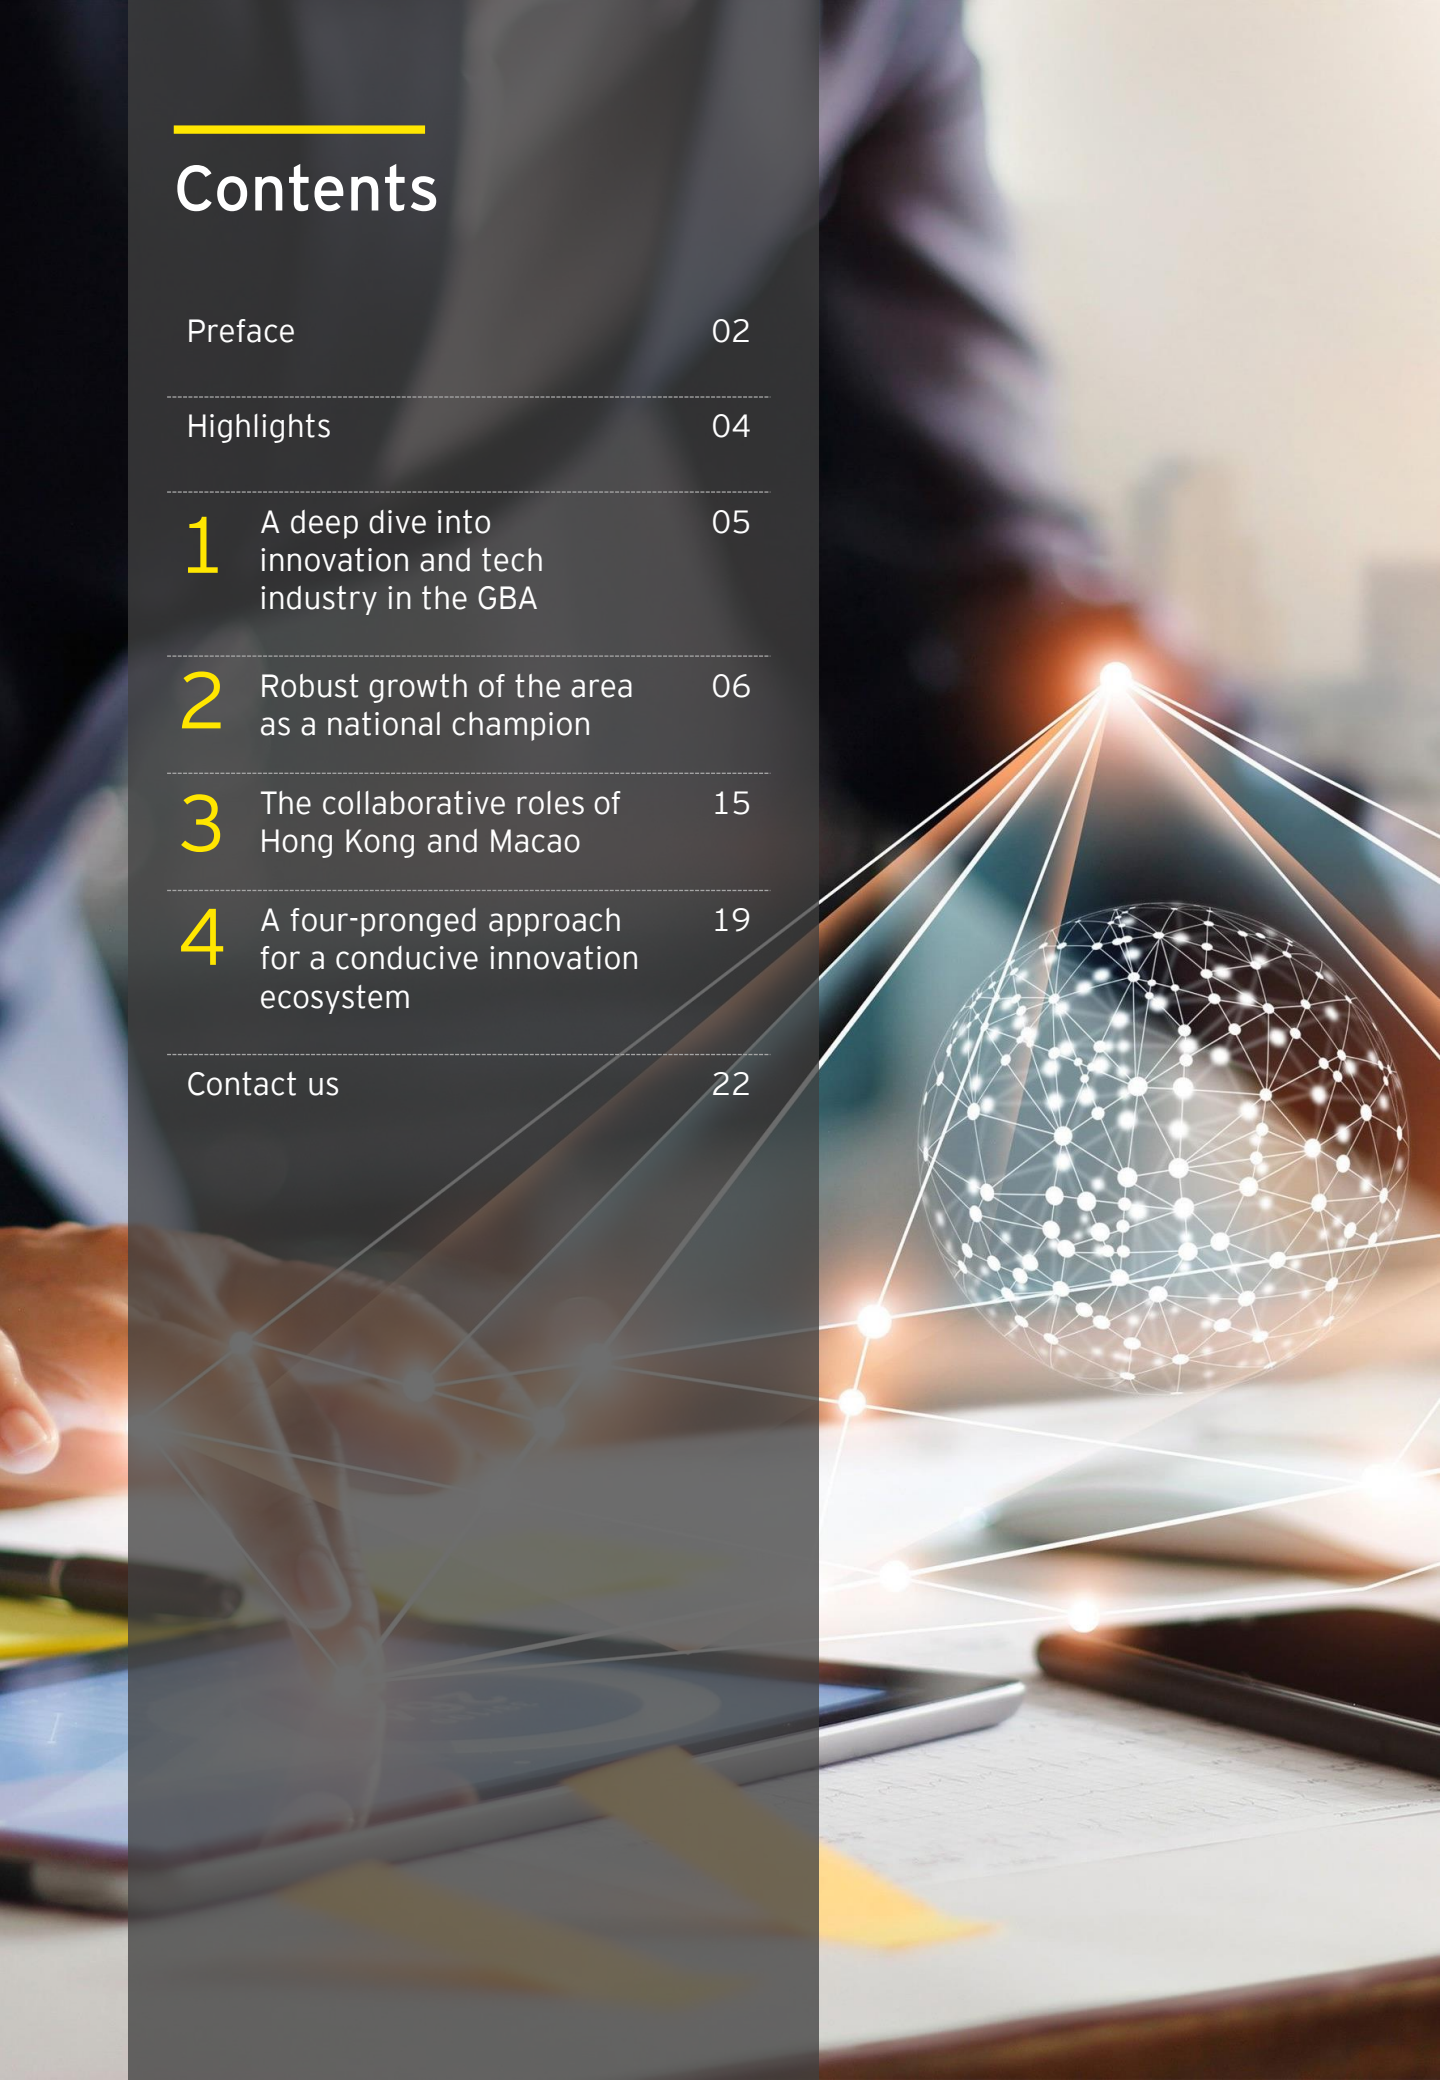 Contents
Preface 02
Highlights 04
1 A deep dive into 05
innovation and tech
industry in the GBA
2 Robust growth of the area 06
as a national champion
3 The collaborative roles of 15
Hong Kong and Macao
4 A four-pronged approach 19
for a conducive innovation
ecosystem
Contact us 22